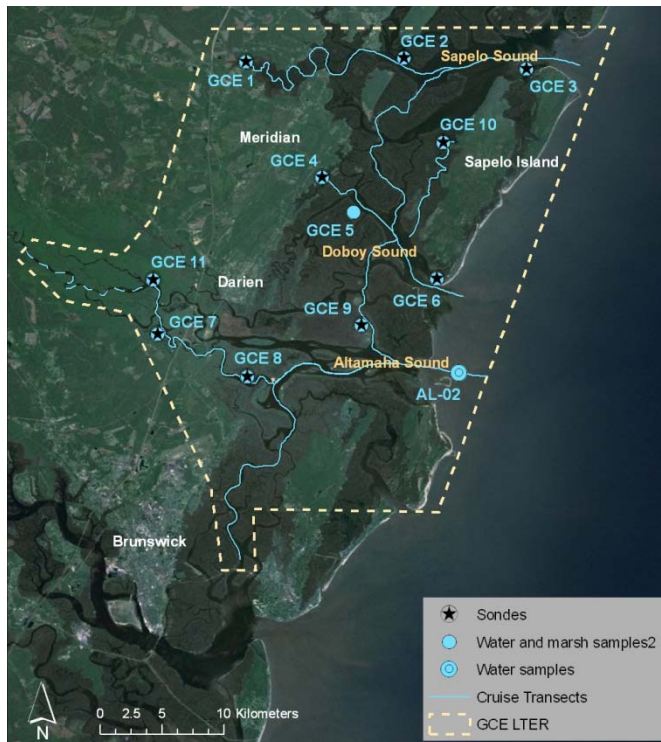 GCE 2
Sapelo Sound
GCE 1
GCE 3
GCE 10
Meridian
GCE 4
Sapelo Island
GCE 5
Doboy Sound
GCE 11
Darien
GCE 6
GCE 9
GCE 7
GCE 8
Altamaha Sound
AL-02
Brunswick
Sondes
Water and marsh samples2
Water samples
Cruise Transects
GCE LTER
N
0 2.5 5 10 Kilometers